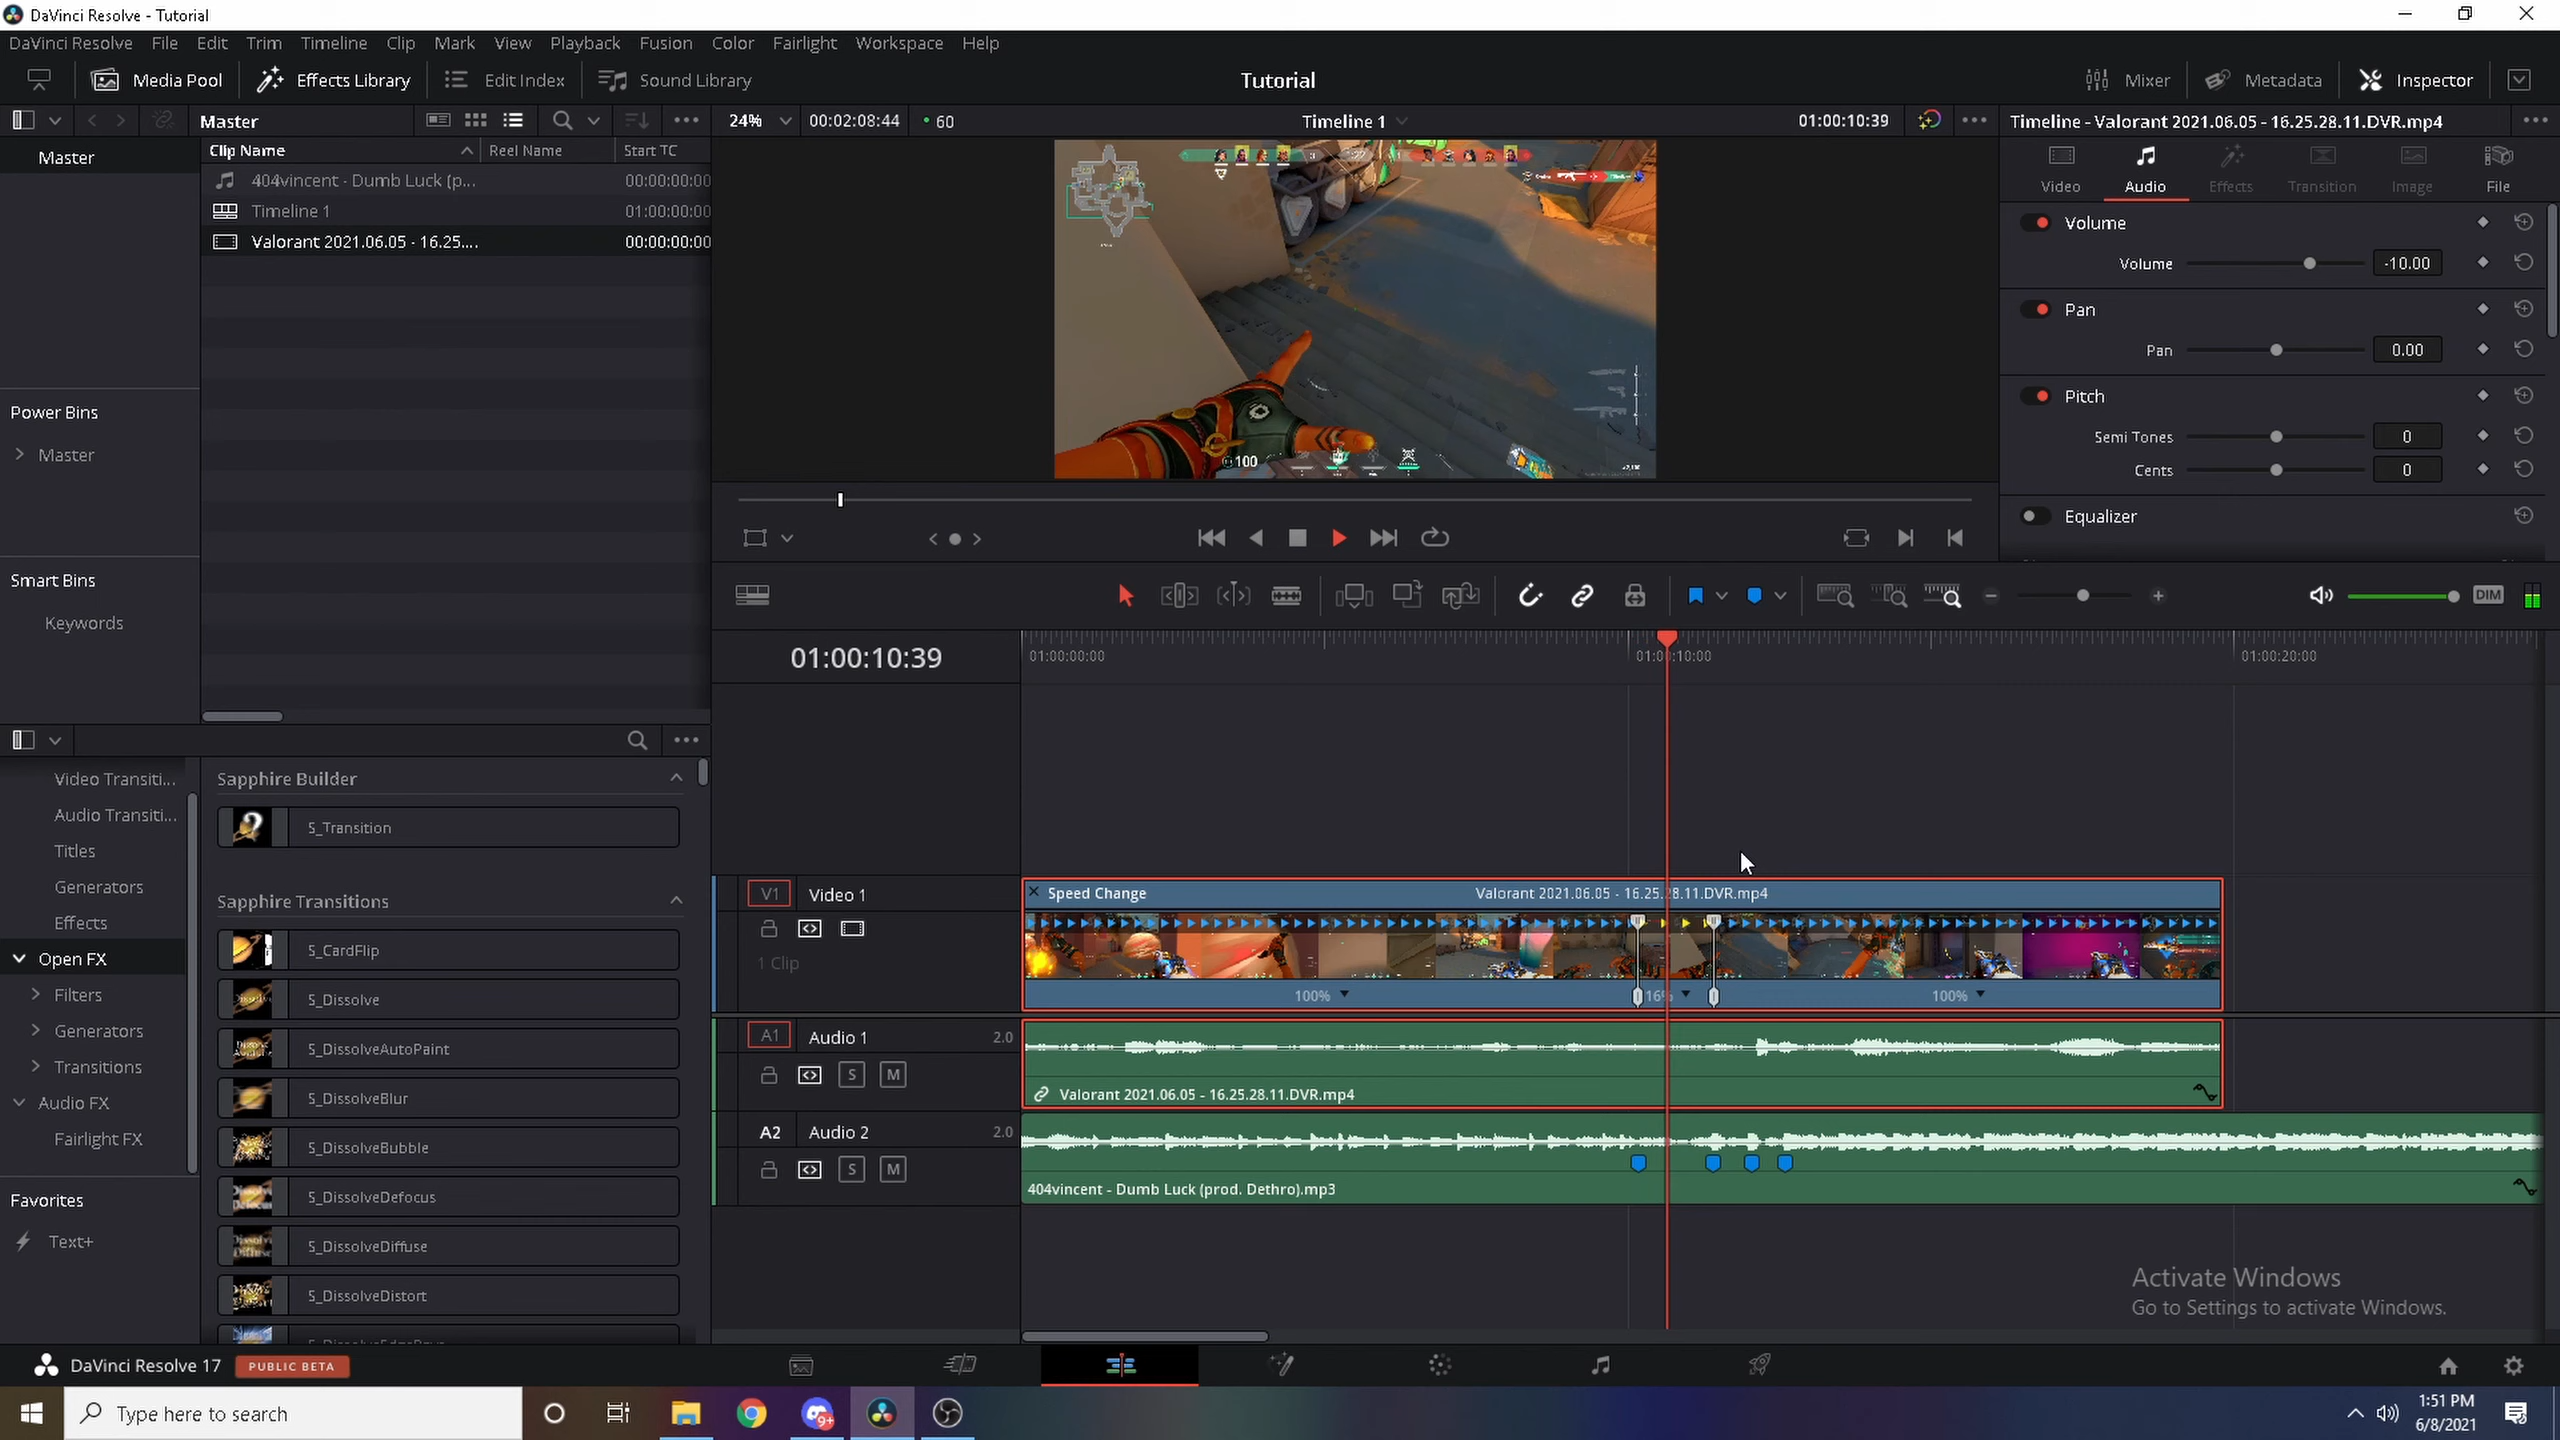 DaVinci Resolve - Tutorial
DaVinci Resolve File Edit Trim Timeline Clip Mark View Playback Fusion Color Fairlight Workspace Help
Media Pool Effects Library Edit Index Sound Library Tutorial Mixer Metadata Inspector
Master 24% 00:02:08:44 60 Timeline 1 01:00:10:39 Timeline - Valorant 2021.06.05 - 16.25.28.11.DVR.mp4
Master
Clip Name Reel Name Start TC
404vincent - Dumb Luck (p... 00:00:00:00
Timeline 1 01:00:00:00
Valorant 2021.06.05 - 16.25.... 00:00:00:00
Power Bins
Master
Smart Bins
Keywords
100
Video Audio Effects Transition Image File
Volume
Volume -10.00
Pan
Pan 0.00
Pitch
Semi Tones 0
Cents 0
Equalizer
DIM
01:00:10:39
01:00:00:00 01:00:10:00 01:00:20:00
Video Transiti...
Audio Transiti...
Titles
Generators
Effects
Open FX
Filters
Generators
Transitions
Audio FX
Fairlight FX
Favorites
Text+
Sapphire Builder
S_Transition
Sapphire Transitions
S_CardFlip
S_Dissolve
S_DissolveAutoPaint
S_DissolveBlur
S_DissolveBubble
S_DissolveDefocus
S_DissolveDiffuse
S_DissolveDistort
V1 Video 1
1 Clip
Speed Change Valorant 2021.06.05 - 16.25.28.11.DVR.mp4
100% 16% 100%
A1 Audio 1 2.0
S M
Valorant 2021.06.05 - 16.25.28.11.DVR.mp4
A2 Audio 2 2.0
S M
404vincent - Dumb Luck (prod. Dethro).mp3
Activate Windows
Go to Settings to activate Windows.
DaVinci Resolve 17 PUBLIC BETA
Type here to search
9+
1:51 PM
6/8/2021